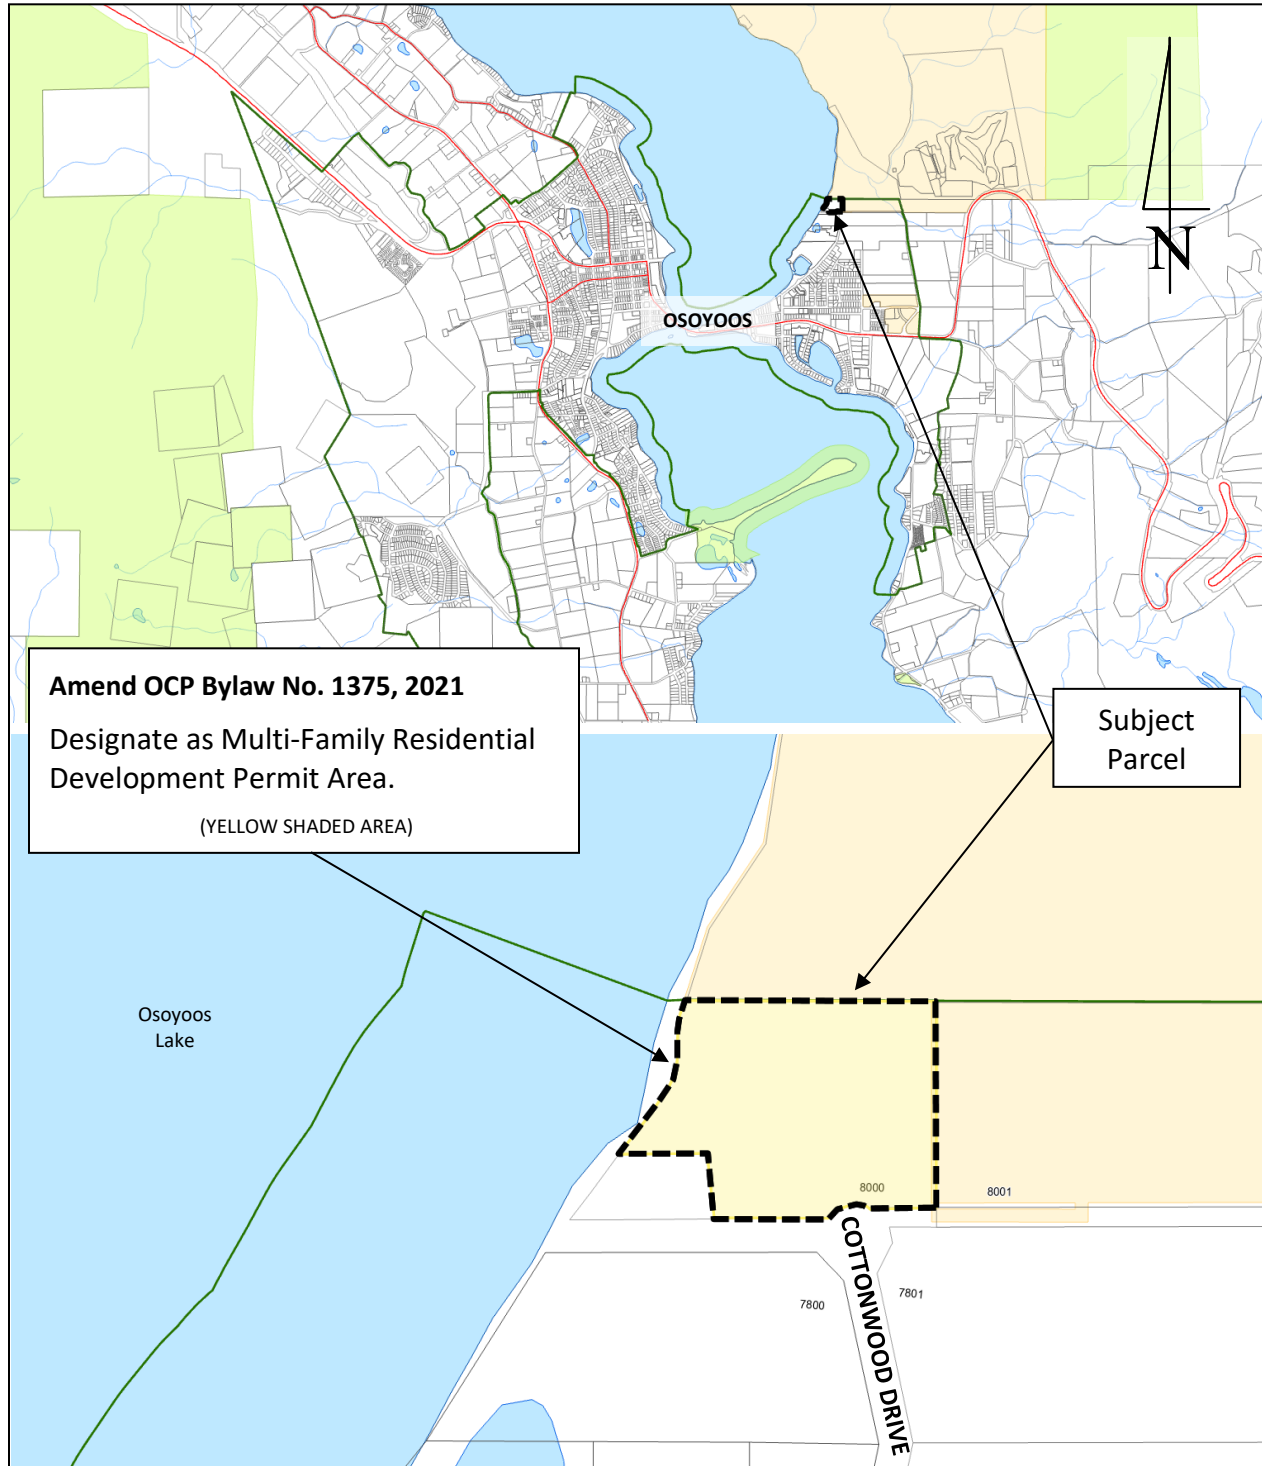 N
OSOYOOS
Amend OCP Bylaw No. 1375, 2021
Designate as Multi-Family Residential
Development Permit Area.
(YELLOW SHADED AREA)
Subject
Parcel
Osoyoos
Lake
8000
8001
7800
7801
COTTONWOOD DRIVE